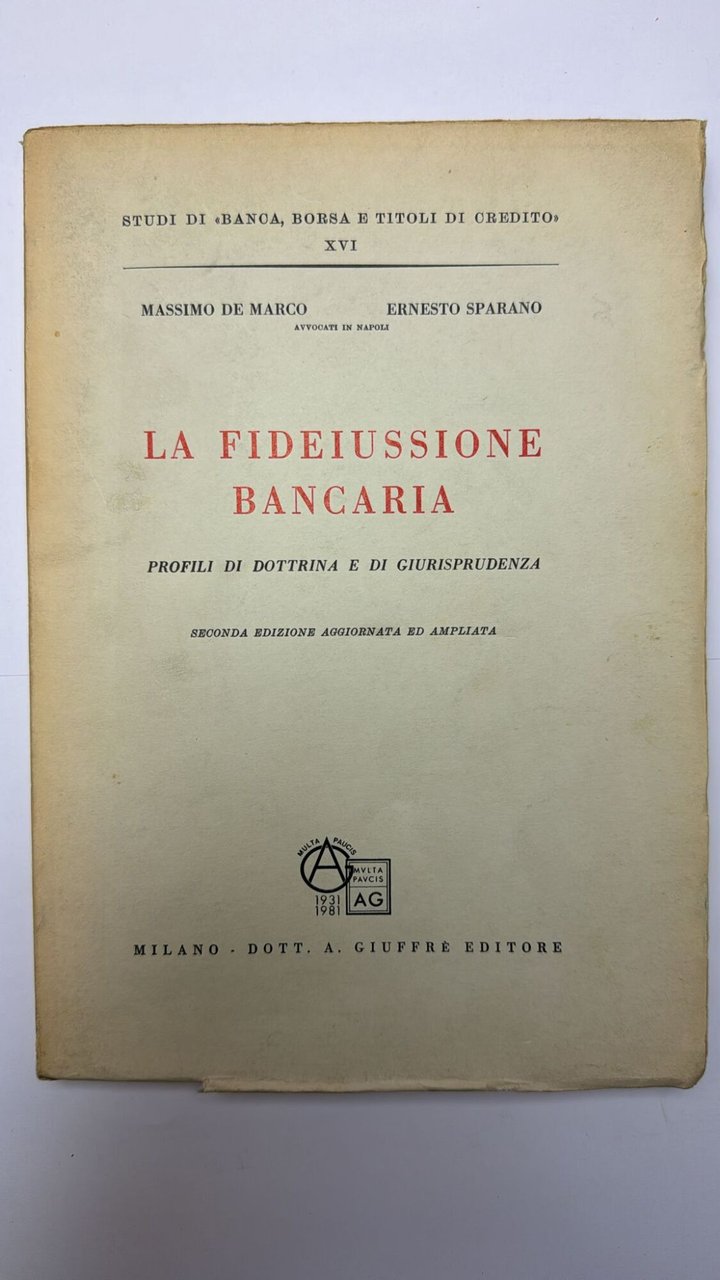 STUDI DI «BANCA, BORSA E TITOLI DI CREDITO»
XVI
MASSIMO DE MARCO ERNESTO SPARANO
AVVOCATI IN NAPOLI
LA FIDEIUSSIONE
BANCARIA
PROFILI DI DOTTRINA E DI GIURISPRUDENZA
SECONDA EDIZIONE AGGIORNATA ED AMPLIATA
MULTA PAUCIS
AG
1931
1981
MVLTA
PAVCIS
AG
MILANO - DOTT. A. GIUFFRÈ EDITORE